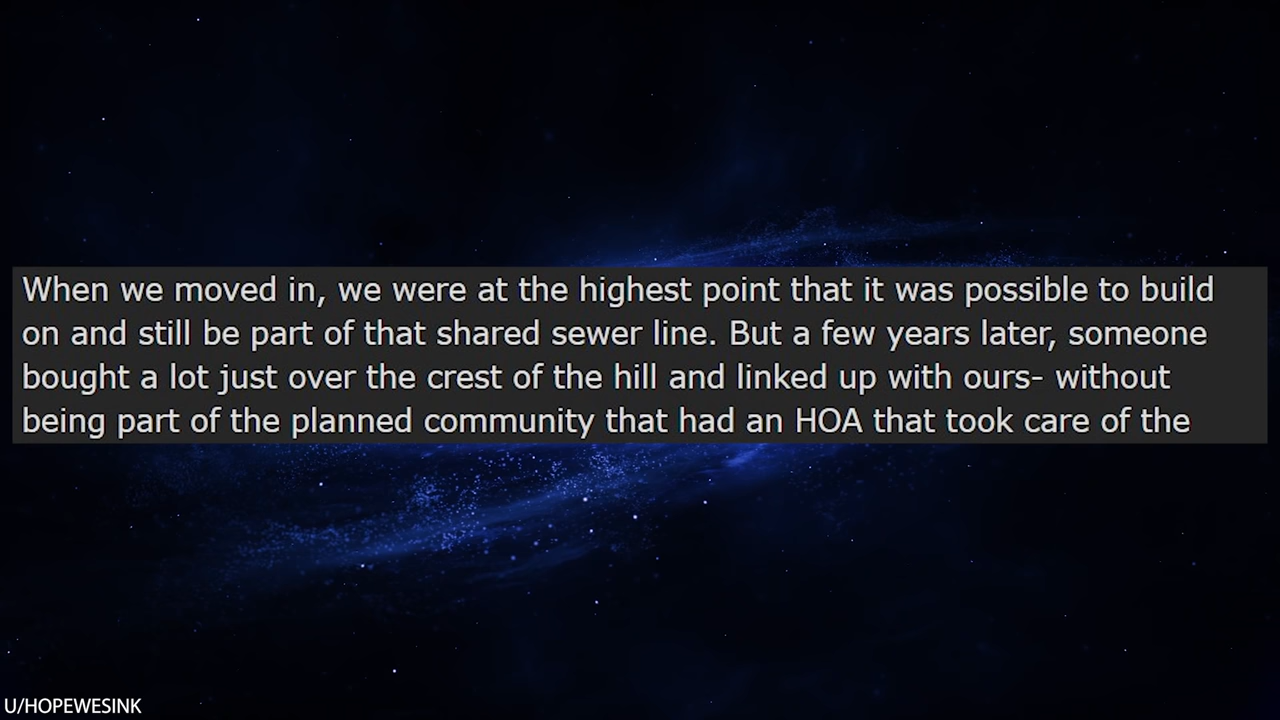 When we moved in, we were at the highest point that it was possible to build
on and still be part of that shared sewer line. But a few years later, someone
bought a lot just over the crest of the hill and linked up with ours- without
being part of the planned community that had an HOA that took care of the
U/HOPEWESINK